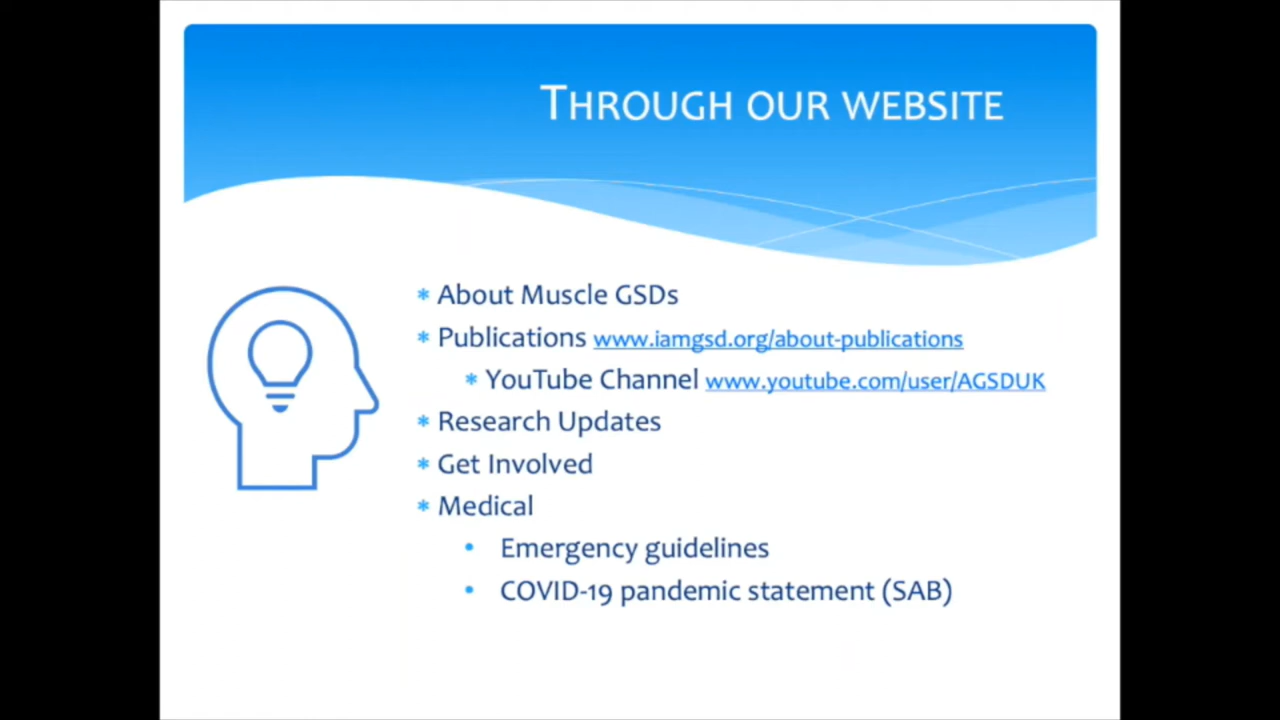 THROUGH OUR WEBSITE
* About Muscle GSDs
* Publications www.iamgsd.org/about-publications
* YouTube Channel www.youtube.com/user/AGSDUK
* Research Updates
* Get Involved
* Medical
• Emergency guidelines
• COVID-19 pandemic statement (SAB)